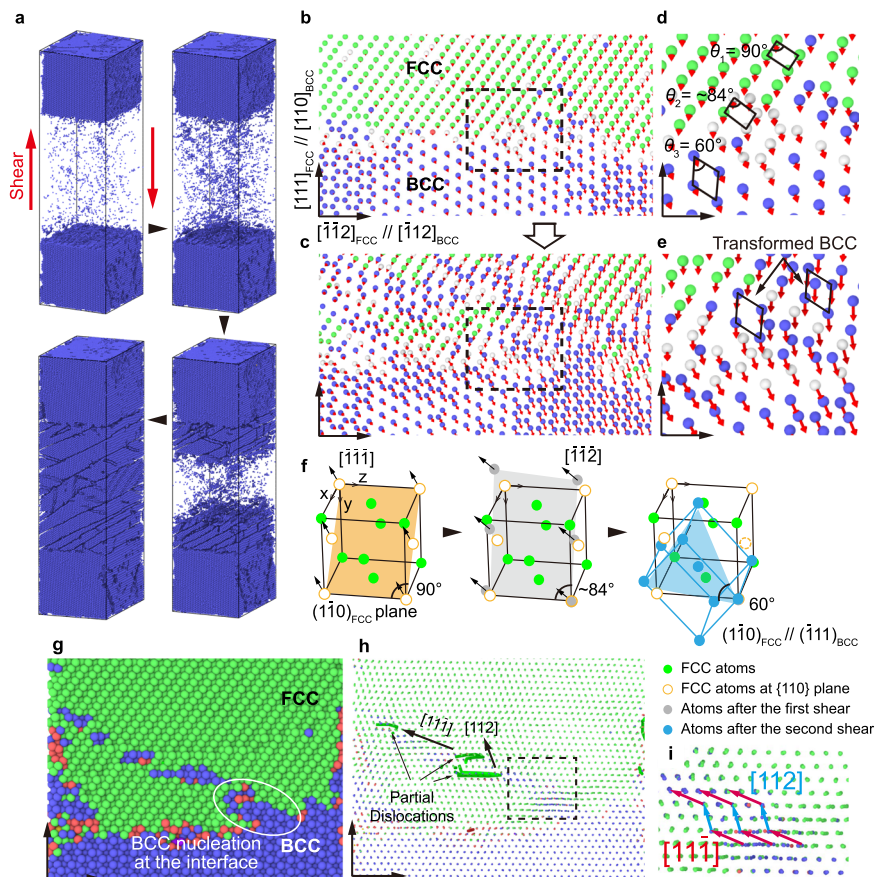 a
Shear
b
FCC
BCC
[111]FCC // [110]BCC
[1̄1̄2]FCC // [1̄12]BCC
c
d
θ1 = 90°
θ2 = ~84°
θ3 = 60°
e
Transformed BCC
f
[1̄1̄1̄]
x
y
z
90°
(11̄0)FCC plane
[1̄1̄2̄]
~84°
60°
(11̄0)FCC // (1̄11)BCC
g
FCC
BCC nucleation
at the interface
BCC
h
[111̄]
[112]
Partial
Dislocations
FCC atoms
FCC atoms at {110} plane
Atoms after the first shear
Atoms after the second shear
i
[112]
[111̄]